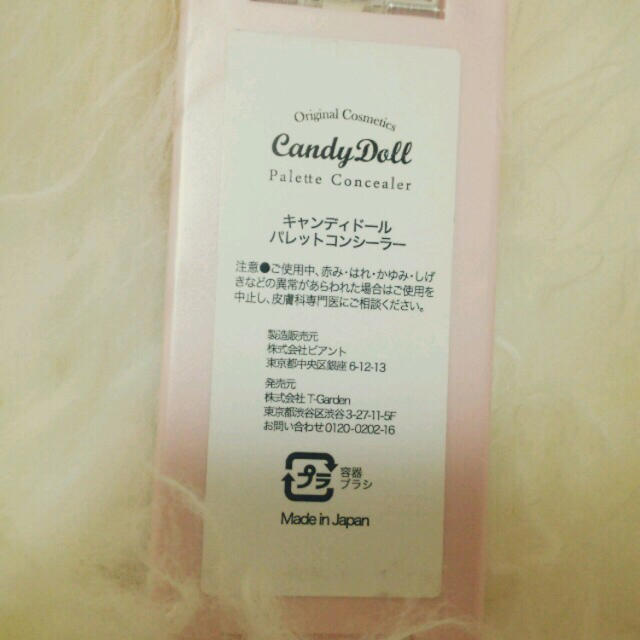 Original Cosmetics
CandyDoll
Palette Concealer
キャンディドール
パレットコンシーラー
注意●ご使用中、赤み・はれ・かゆみ・しげ
きなどの異常があらわれた場合はご使用を
中止し、皮膚科専門医にご相談ください。
製造販売元
株式会社ビアント
東京都中央区銀座6-12-13
発売元
株式会社 T-Garden
東京都渋谷区渋谷3-27-11-5F
お問い合わせ0120-0202-16
プラ
容器
ブラシ
Made in Japan